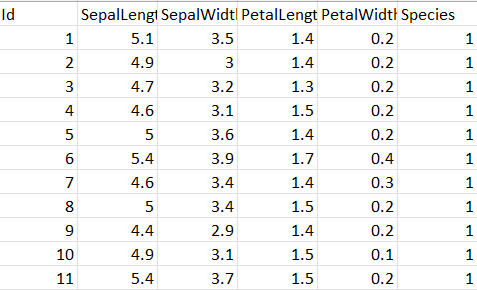 Id SepalLengt SepalWidth PetalLengt PetalWidth Species
1 5.1 3.5 1.4 0.2 1
2 4.9 3 1.4 0.2 1
3 4.7 3.2 1.3 0.2 1
4 4.6 3.1 1.5 0.2 1
5 5 3.6 1.4 0.2 1
6 5.4 3.9 1.7 0.4 1
7 4.6 3.4 1.4 0.3 1
8 5 3.4 1.5 0.2 1
9 4.4 2.9 1.4 0.2 1
10 4.9 3.1 1.5 0.1 1
11 5.4 3.7 1.5 0.2 1